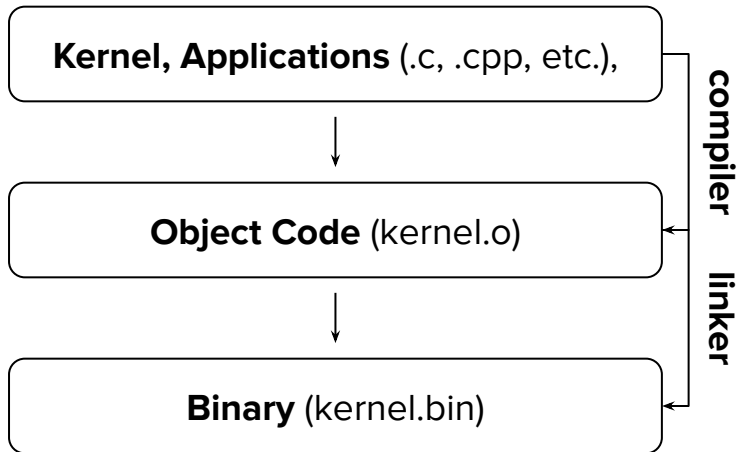 Kernel, Applications (.c, .cpp, etc.),
compiler
Object Code (kernel.o)
linker
Binary (kernel.bin)